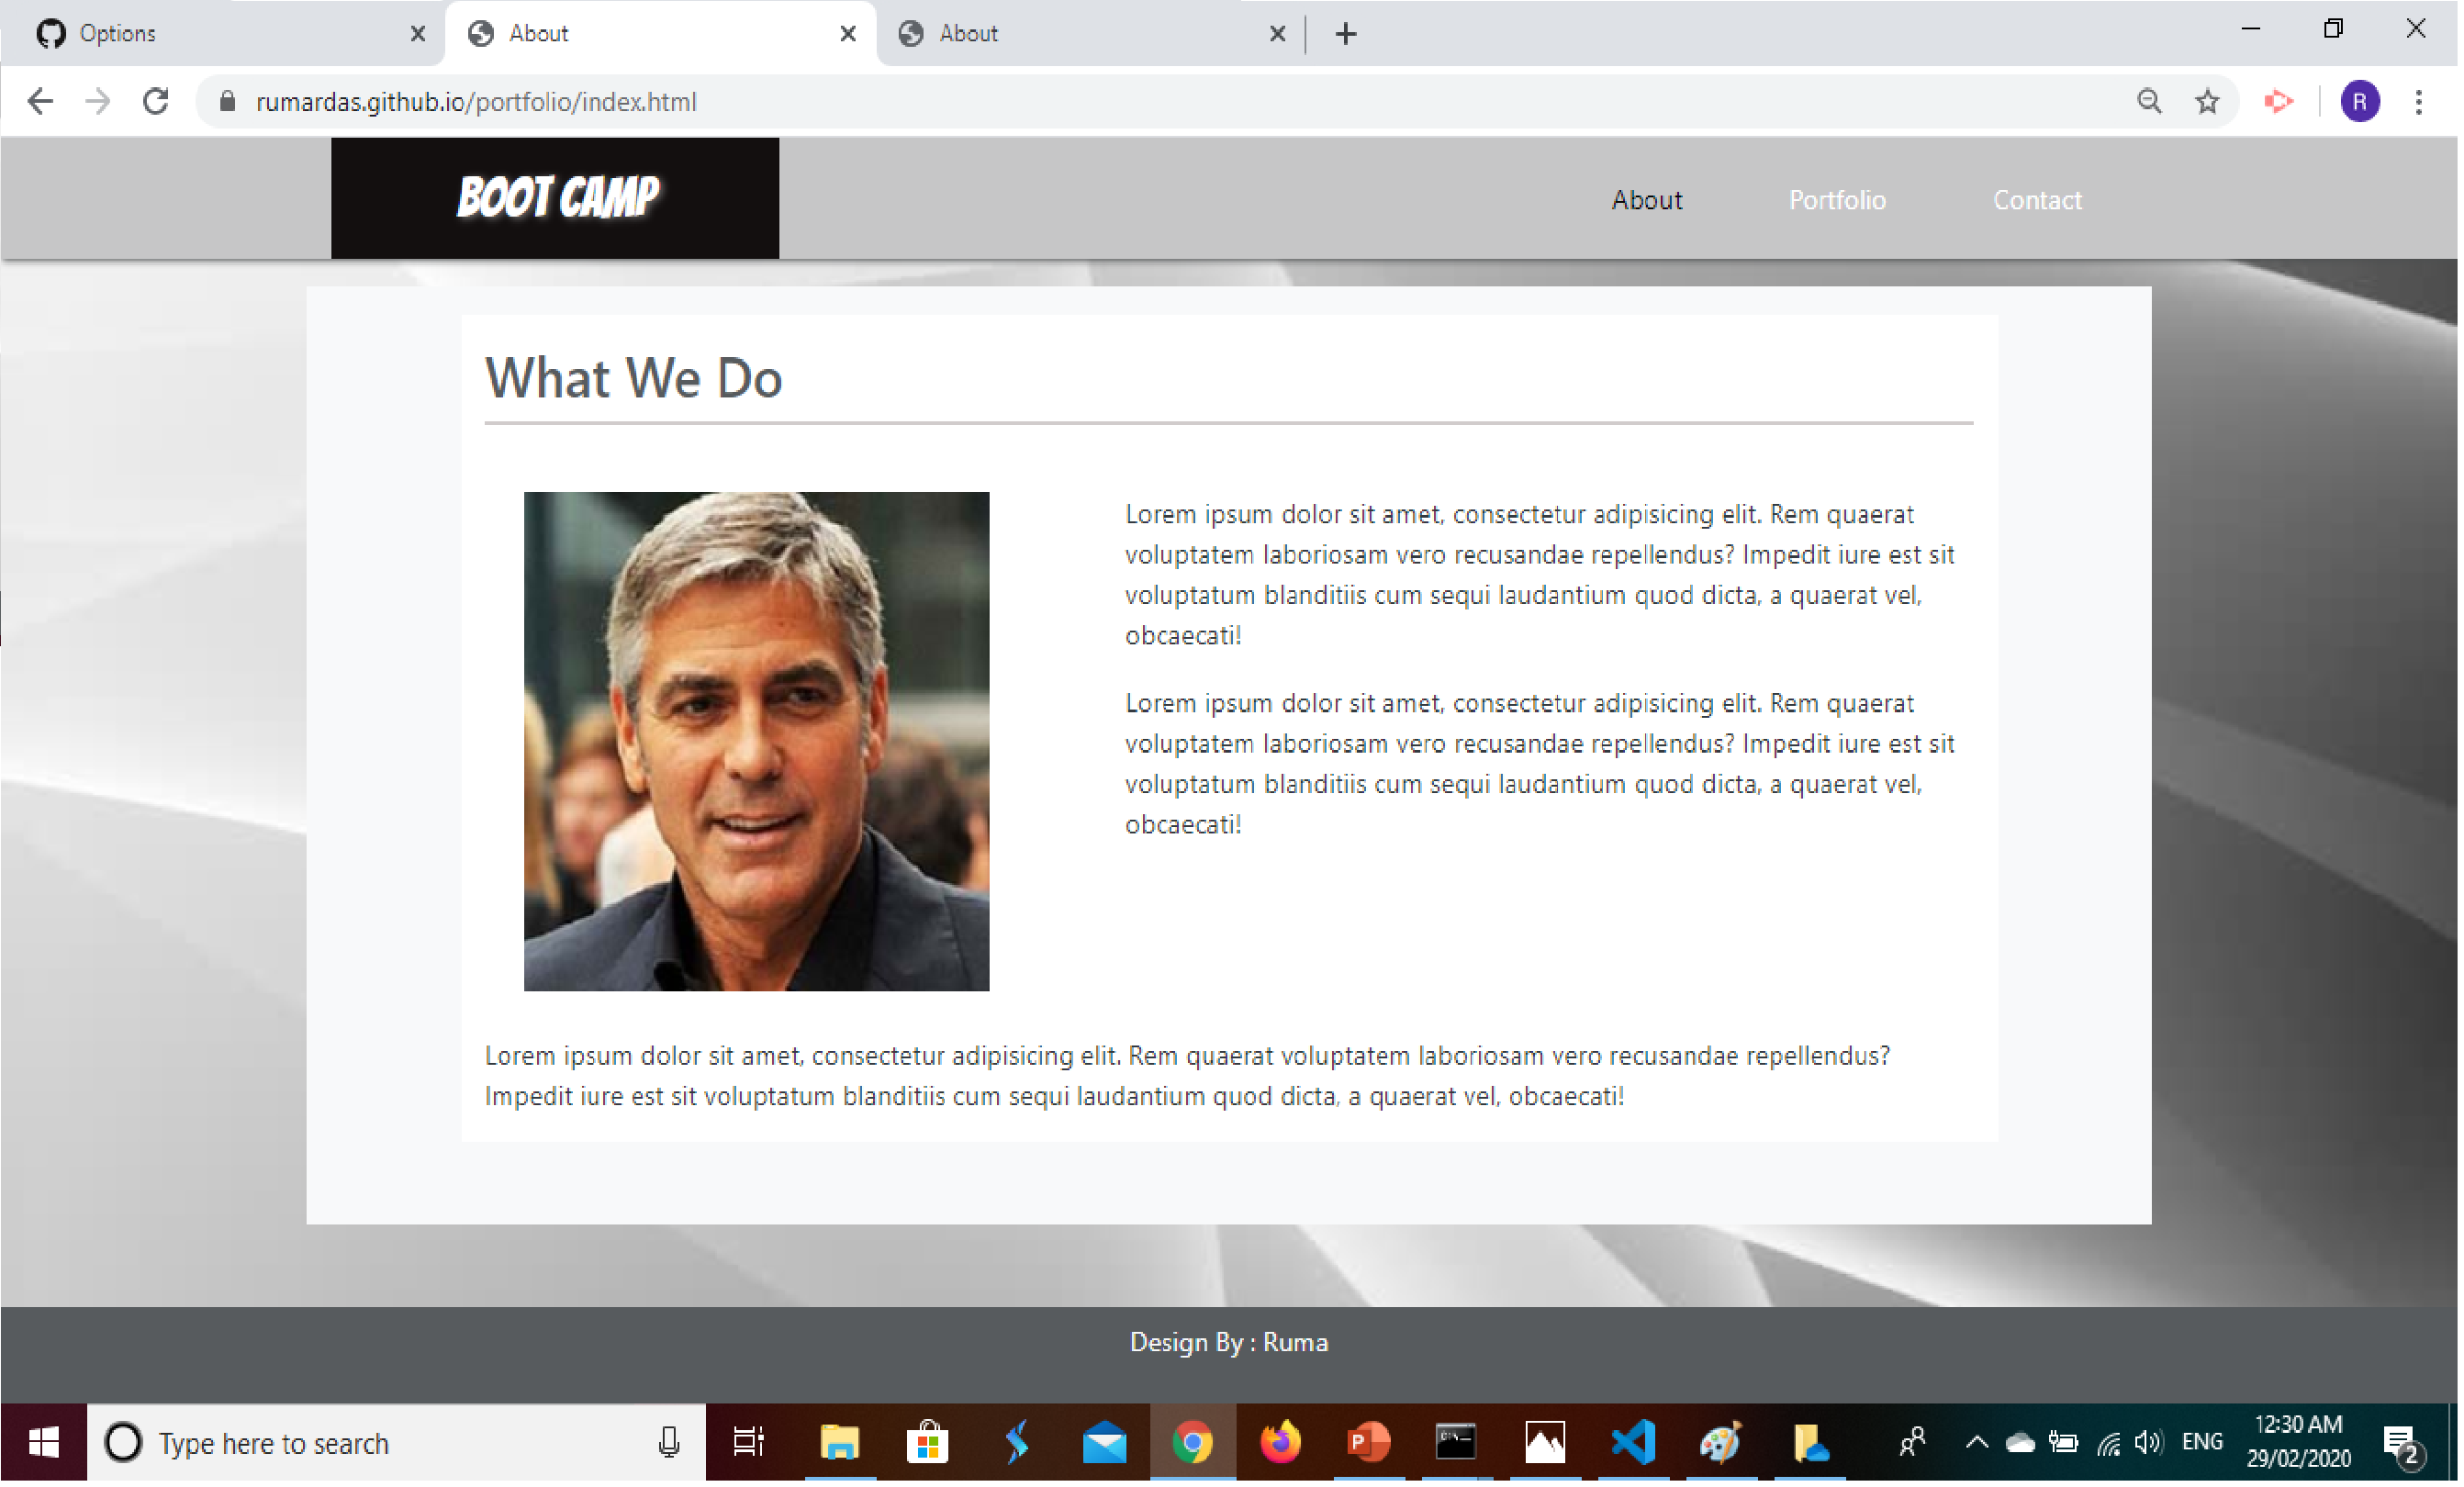 Options
About
About
rumardas.github.io/portfolio/index.html
R
BOOT CAMP
About
Portfolio
Contact
What We Do
Lorem ipsum dolor sit amet, consectetur adipisicing elit. Rem quaerat
voluptatem laboriosam vero recusandae repellendus? Impedit iure est sit
voluptatum blanditiis cum sequi laudantium quod dicta, a quaerat vel,
obcaecati!
Lorem ipsum dolor sit amet, consectetur adipisicing elit. Rem quaerat
voluptatem laboriosam vero recusandae repellendus? Impedit iure est sit
voluptatum blanditiis cum sequi laudantium quod dicta, a quaerat vel,
obcaecati!
Lorem ipsum dolor sit amet, consectetur adipisicing elit. Rem quaerat voluptatem laboriosam vero recusandae repellendus?
Impedit iure est sit voluptatum blanditiis cum sequi laudantium quod dicta, a quaerat vel, obcaecati!
Design By : Ruma
Type here to search
P
ENG
12:30 AM
29/02/2020
2